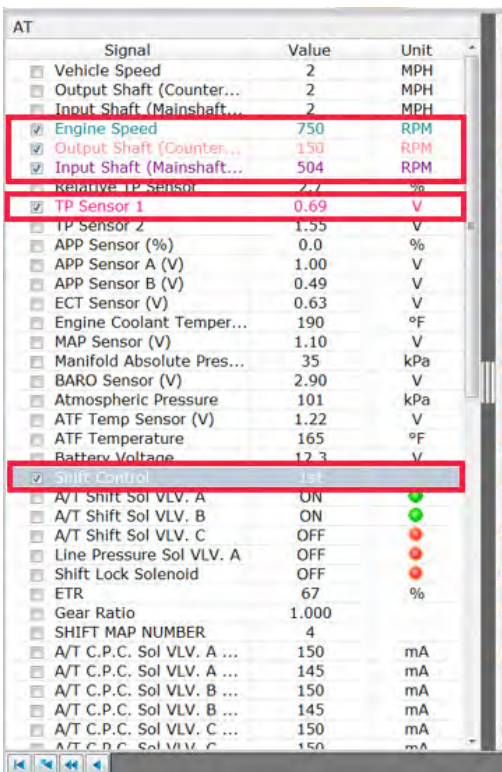 AT
Signal Value Unit
Vehicle Speed 2 MPH
Output Shaft (Counter... 2 MPH
Input Shaft (Mainshaft... 2 MPH
Engine Speed 750 RPM
Output Shaft (Counter... 150 RPM
Input Shaft (Mainshaft... 504 RPM
Relative TP Sensor 2.7 %
TP Sensor 1 0.69 V
TP Sensor 2 1.55 V
APP Sensor (%) 0.0 %
APP Sensor A (V) 1.00 V
APP Sensor B (V) 0.49 V
ECT Sensor (V) 0.63 V
Engine Coolant Temper... 190 °F
MAP Sensor (V) 1.10 V
Manifold Absolute Pres... 35 kPa
BARO Sensor (V) 2.90 V
Atmospheric Pressure 101 kPa
ATF Temp Sensor (V) 1.22 V
ATF Temperature 165 °F
Battery Voltage 12.3 V
Shift Control 1st
A/T Shift Sol VLV. A ON
A/T Shift Sol VLV. B ON
A/T Shift Sol VLV. C OFF
Line Pressure Sol VLV. A OFF
Shift Lock Solenoid OFF
ETR 67 %
Gear Ratio 1.000
SHIFT MAP NUMBER 4
A/T C.P.C. Sol VLV. A ... 150 mA
A/T C.P.C. Sol VLV. A ... 145 mA
A/T C.P.C. Sol VLV. B ... 150 mA
A/T C.P.C. Sol VLV. B ... 145 mA
A/T C.P.C. Sol VLV. C ... 150 mA
A/T C.P.C. Sol VLV. C 150 mA